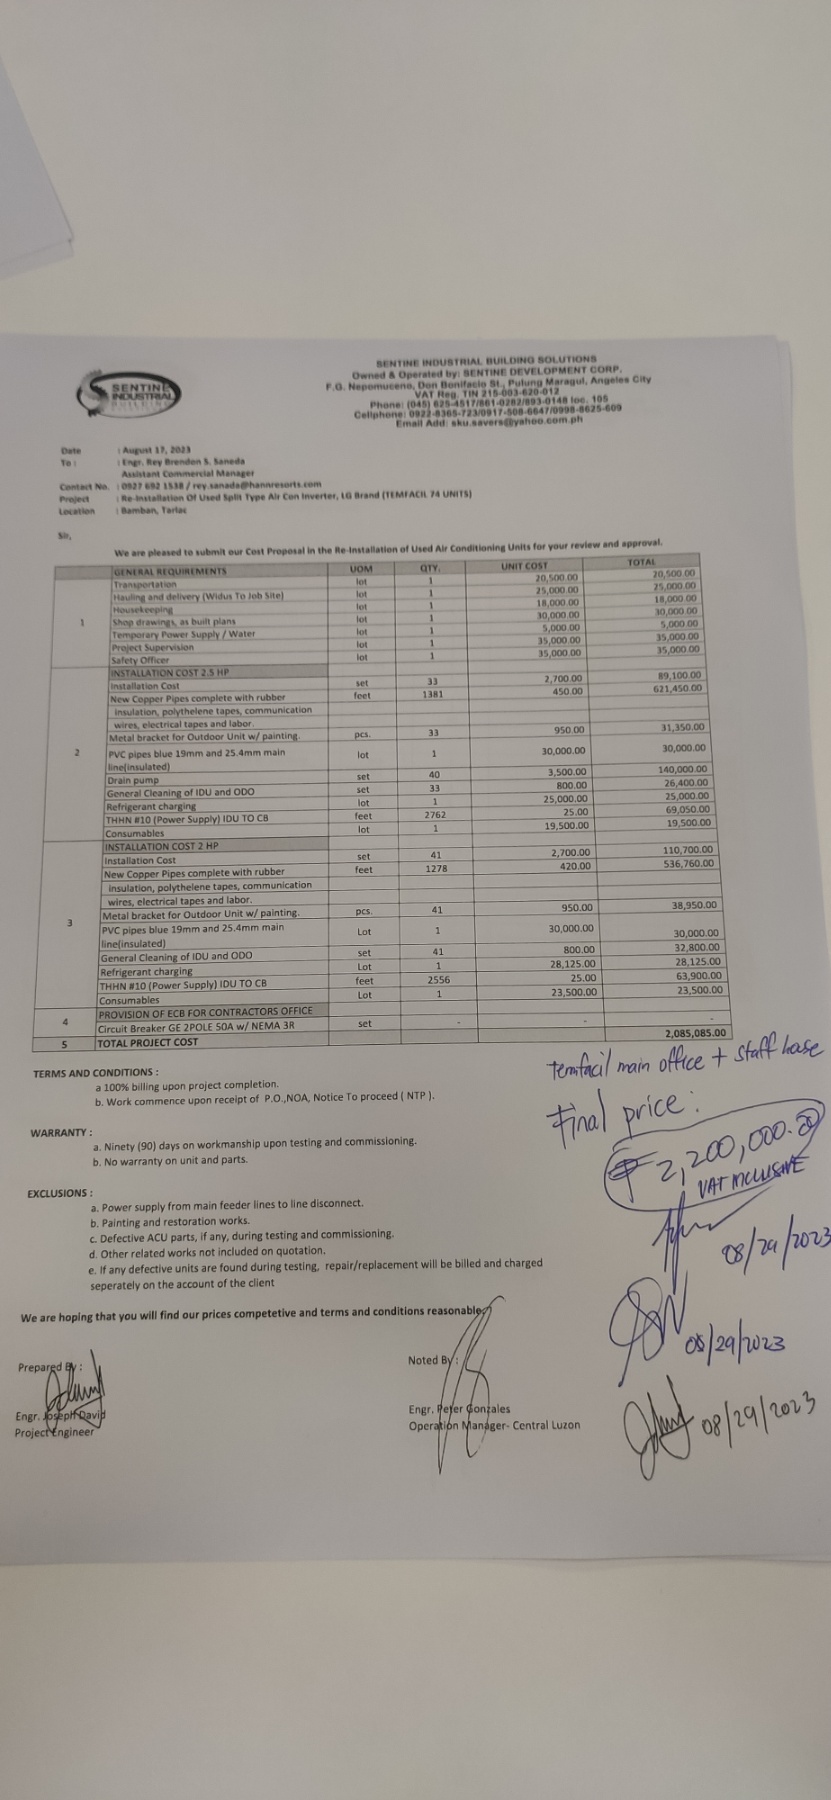 SENTINE
INDUSTRIAL
BUILDING
SENTINE INDUSTRIAL BUILDING SOLUTIONS
Owned & Operated by: SENTINE DEVELOPMENT CORP.
F.G. Nepomuceno, Don Bonifacio St., Pulung Maragul, Angeles City
VAT Reg. TIN 215-003-620-012
Phone: (045) 625-4517/861-0282/893-0148 loc. 105
Cellphone: 0922-8365-723/0917-508-6647/0998-8625-609
Email Add: sku.savers@yahoo.com.ph
Date : August 17, 2023
To : : Engr. Rey Brendon S. Saneda
Assistant Commercial Manager
Contact No. : 0927 692 1538 / rey.sanada@hannresorts.com
Project : Re-Installation Of Used Split Type Air Con Inverter, LG Brand (TEMFACIL 74 UNITS)
Location : Bamban, Tarlac
Sir,
We are pleased to submit our Cost Proposal in the Re-Installation of Used Air Conditioning Units for your review and approval.
GENERAL REQUIREMENTS UOM QTY. UNIT COST TOTAL
Transportation lot 1 20,500.00 20,500.00
Hauling and delivery (Widus To Job Site) lot 1 25,000.00 25,000.00
Housekeeping lot 1 18,000.00 18,000.00
1 Shop drawings, as built plans lot 1 30,000.00 30,000.00
Temporary Power Supply / Water lot 1 5,000.00 5,000.00
Project Supervision lot 1 35,000.00 35,000.00
Safety Officer lot 1 35,000.00 35,000.00
INSTALLATION COST 2.5 HP
Installation Cost set 33 2,700.00 89,100.00
New Copper Pipes complete with rubber feet 1381 450.00 621,450.00
insulation, polythelene tapes, communication
wires, electrical tapes and labor.
Metal bracket for Outdoor Unit w/ painting. pcs. 33 950.00 31,350.00
2 PVC pipes blue 19mm and 25.4mm main lot 1 30,000.00 30,000.00
line(insulated)
Drain pump set 40 3,500.00 140,000.00
General Cleaning of IDU and ODO set 33 800.00 26,400.00
Refrigerant charging lot 1 25,000.00 25,000.00
THHN #10 (Power Supply) IDU TO CB feet 2762 25.00 69,050.00
Consumables lot 1 19,500.00 19,500.00
INSTALLATION COST 2 HP
Installation Cost set 41 2,700.00 110,700.00
New Copper Pipes complete with rubber feet 1278 420.00 536,760.00
insulation, polythelene tapes, communication
wires, electrical tapes and labor.
3 Metal bracket for Outdoor Unit w/ painting. pcs. 41 950.00 38,950.00
PVC pipes blue 19mm and 25.4mm main Lot 1 30,000.00 30,000.00
line(insulated)
General Cleaning of IDU and ODO set 41 800.00 32,800.00
Refrigerant charging Lot 1 28,125.00 28,125.00
THHN #10 (Power Supply) IDU TO CB feet 2556 25.00 63,900.00
Consumables Lot 1 23,500.00 23,500.00
PROVISION OF ECB FOR CONTRACTORS OFFICE
4 Circuit Breaker GE 2POLE 50A w/ NEMA 3R set - - -
5 TOTAL PROJECT COST 2,085,085.00
temfacil main office + staff hase
Final price:
₱ 2,200,000.00
VAT INCLUSIVE
08/29/2023
08/29/2023
08/29/2023
TERMS AND CONDITIONS :
a 100% billing upon project completion.
b. Work commence upon receipt of P.O.,NOA, Notice To proceed ( NTP ).
WARRANTY :
a. Ninety (90) days on workmanship upon testing and commissioning.
b. No warranty on unit and parts.
EXCLUSIONS :
a. Power supply from main feeder lines to line disconnect.
b. Painting and restoration works.
c. Defective ACU parts, if any, during testing and commissioning.
d. Other related works not included on quotation.
e. If any defective units are found during testing, repair/replacement will be billed and charged
seperately on the account of the client
We are hoping that you will find our prices competetive and terms and conditions reasonable.
Prepared By :
Engr. Joseph David
Project Engineer
Noted By :
Engr. Peter Gonzales
Operation Manager- Central Luzon